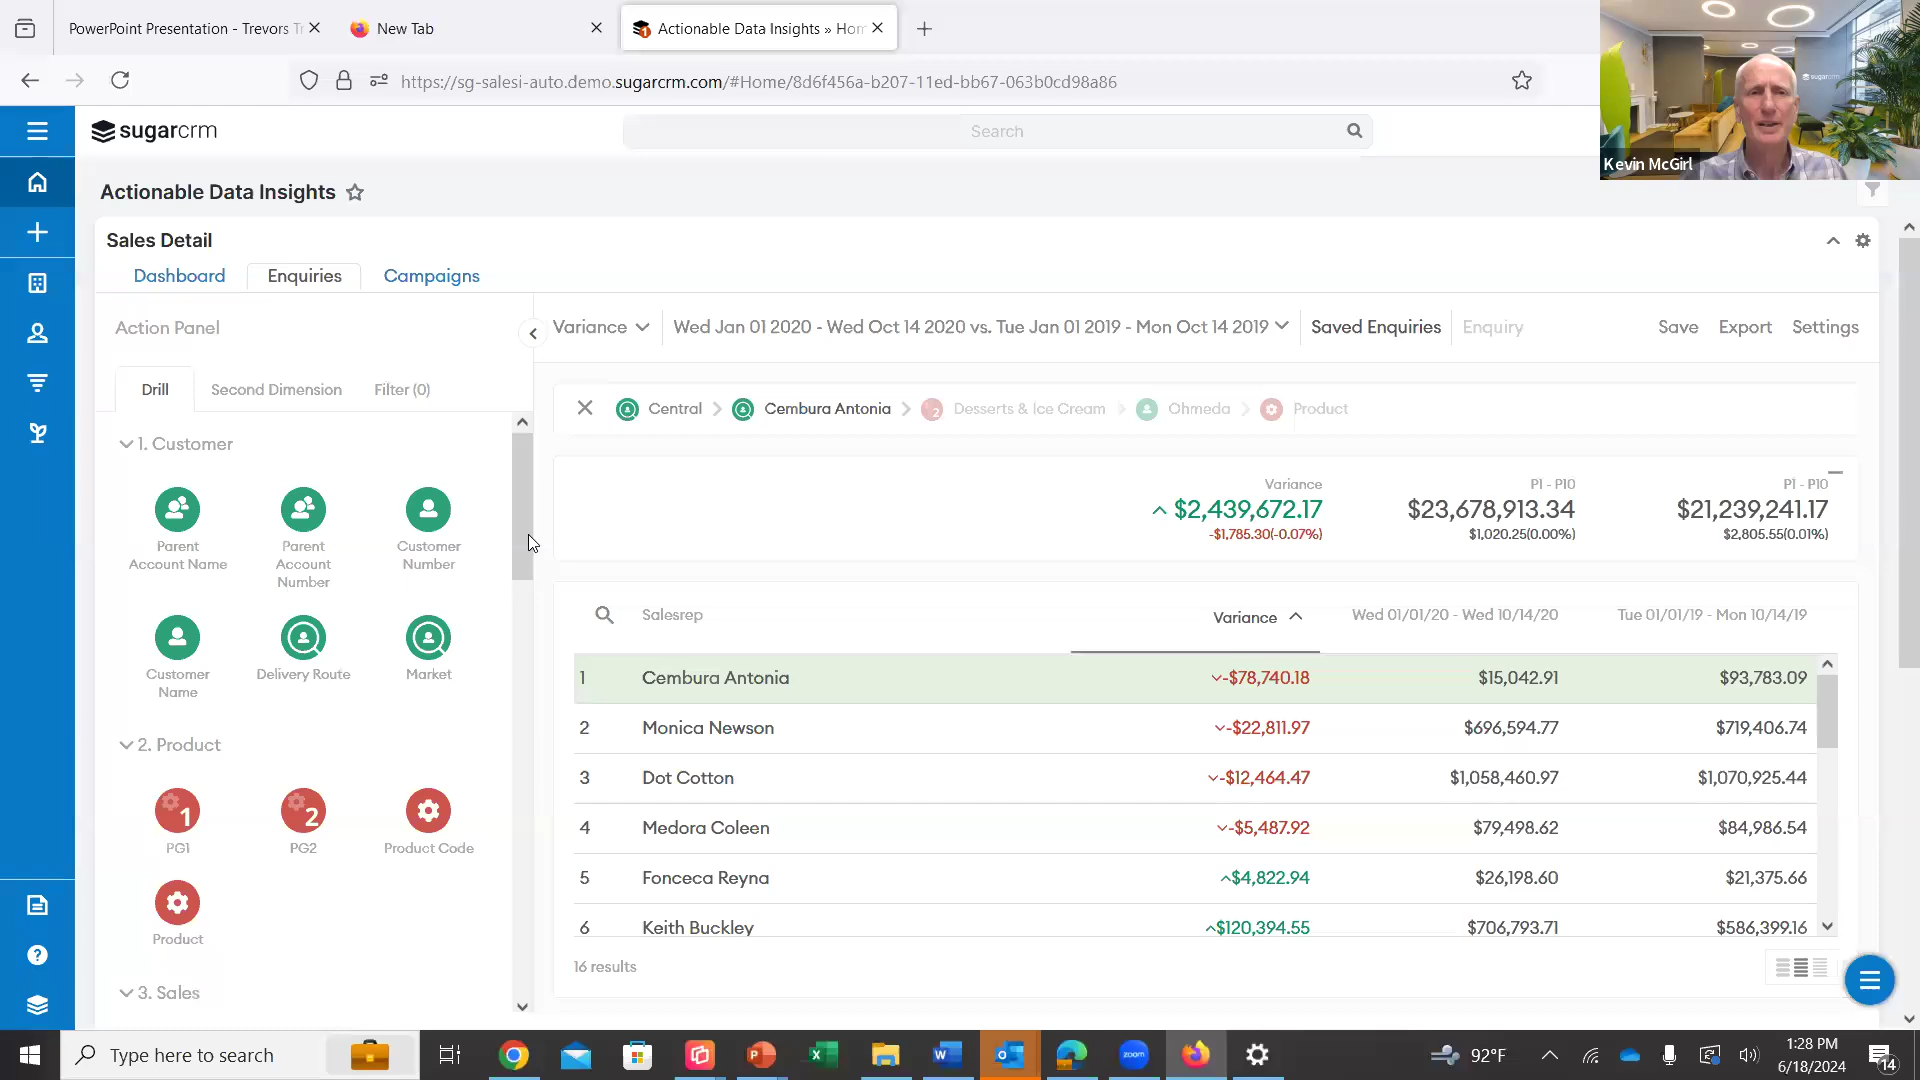 PowerPoint Presentation - Trevors Tr
New Tab
Actionable Data Insights » Hom
https://sg-salesi-auto.demo.sugarcrm.com/#Home/8d6f456a-b207-11ed-bb67-063b0cd98a86
sugarcrm
Search
sugarcrm
Kevin McGirl
Actionable Data Insights
Sales Detail
Dashboard Enquiries Campaigns
Action Panel
Variance
Wed Jan 01 2020 - Wed Oct 14 2020 vs. Tue Jan 01 2019 - Mon Oct 14 2019
Saved Enquiries
Enquiry
Save Export Settings
Drill Second Dimension Filter (0)
1. Customer
Parent Account Name
Parent Account Number
Customer Number
Customer Name
Delivery Route
Market
2. Product
1
PG1
2
PG2
Product Code
Product
3. Sales
Central Cembura Antonia 2 Desserts & Ice Cream Ohmeda Product
Variance P1 - P10 P1 - P10
$2,439,672.17 $23,678,913.34 $21,239,241.17
-$1,785.30(-0.07%) $1,020.25(0.00%) $2,805.55(0.01%)
Salesrep Variance Wed 01/01/20 - Wed 10/14/20 Tue 01/01/19 - Mon 10/14/19
1 Cembura Antonia -$78,740.18 $15,042.91 $93,783.09
2 Monica Newson -$22,811.97 $696,594.77 $719,406.74
3 Dot Cotton -$12,464.47 $1,058,460.97 $1,070,925.44
4 Medora Coleen -$5,487.92 $79,498.62 $84,986.54
5 Fonceca Reyna $4,822.94 $26,198.60 $21,375.66
6 Keith Buckley $120,394.55 $706,793.71 $586,399.16
16 results
Type here to search
zoom
92°F
1:28 PM
6/18/2024
14